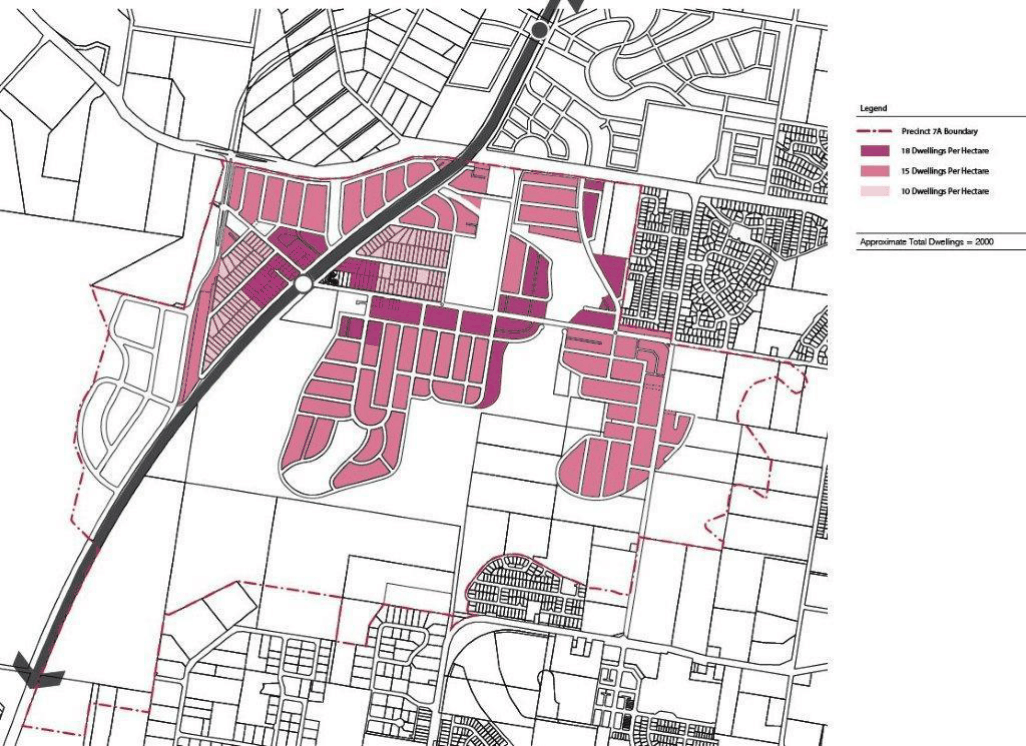 Legend
Precinct 7A Boundary
18 Dwellings Per Hectare
15 Dwellings Per Hectare
10 Dwellings Per Hectare
Approximate Total Dwellings = 2000